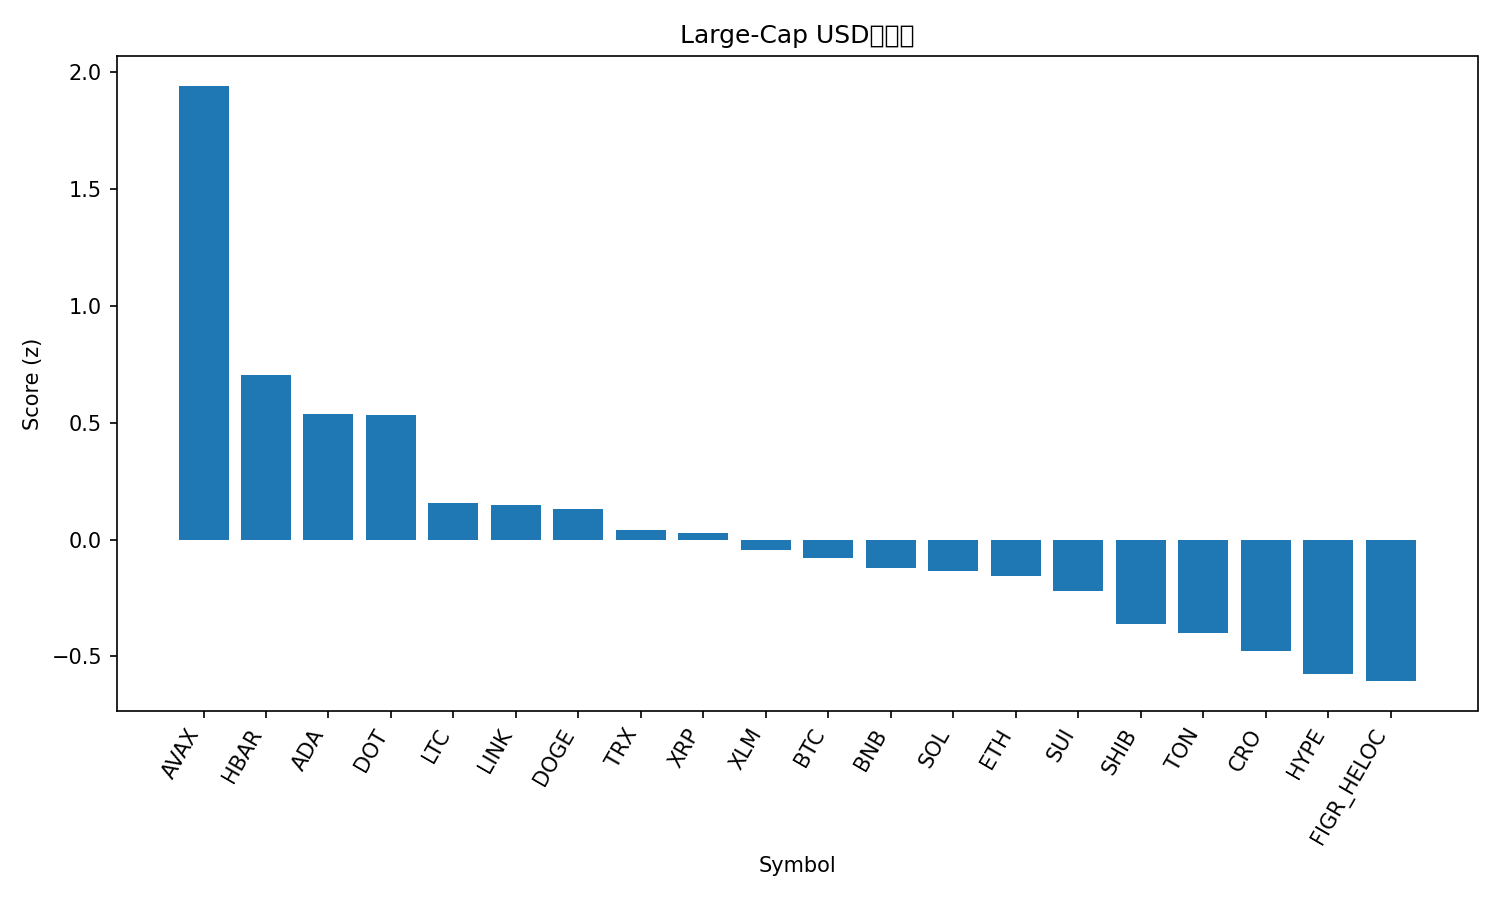 Large-Cap USD
Score (z)
2.0
1.5
1.0
0.5
0.0
−0.5
AVAX
HBAR
ADA
DOT
LTC
LINK
DOGE
TRX
XRP
XLM
BTC
BNB
SOL
ETH
SUI
SHIB
TON
CRO
HYPE
FIGR_HELOC
Symbol